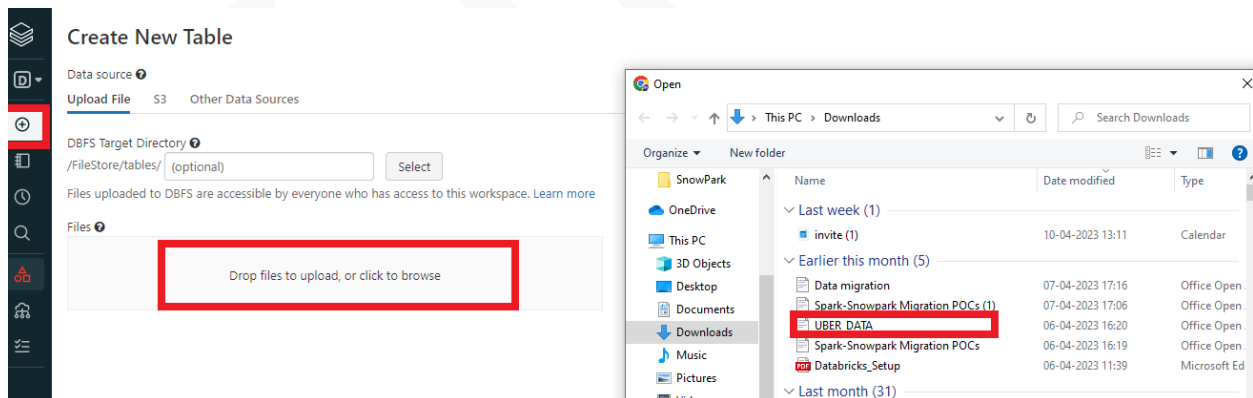 Create New Table
Data source
Upload File S3 Other Data Sources
DBFS Target Directory
/FileStore/tables/ (optional) Select
Files uploaded to DBFS are accessible by everyone who has access to this workspace. Learn more
Files
Drop files to upload, or click to browse
D
Open
This PC > Downloads
Search Downloads
Organize New folder
SnowPark
OneDrive
This PC
3D Objects
Desktop
Documents
Downloads
Music
Pictures
Name Date modified Type
Last week (1)
invite (1) 10-04-2023 13:11 Calendar
Earlier this month (5)
Data migration 07-04-2023 17:16 Office Open
Spark-Snowpark Migration POCs (1) 07-04-2023 17:06 Office Open
UBER_DATA 06-04-2023 16:20 Office Open
Spark-Snowpark Migration POCs 06-04-2023 16:19 Office Open
PDF Databricks_Setup 06-04-2023 11:39 Microsoft Ed
Last month (31)